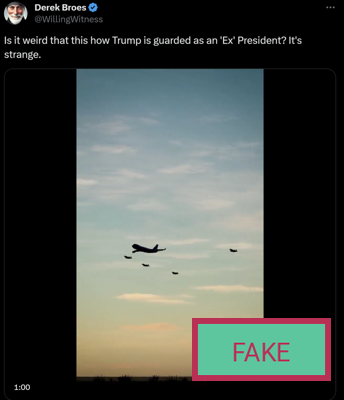 Derek Broes
@WillingWitness
Is it weird that this how Trump is guarded as an 'Ex' President? It's
strange.
FAKE
1:00